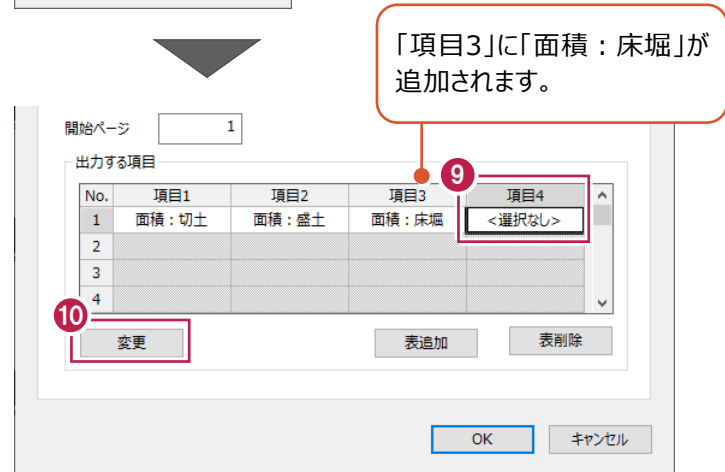 「項目3」に「面積：床堀」が
追加されます。
開始ページ 1
出力する項目
9
No. 項目1 項目2 項目3 項目4
1 面積：切土 面積：盛土 面積：床堀 <選択なし>
2
3
4
10
変更 表追加 表削除
OK キャンセル